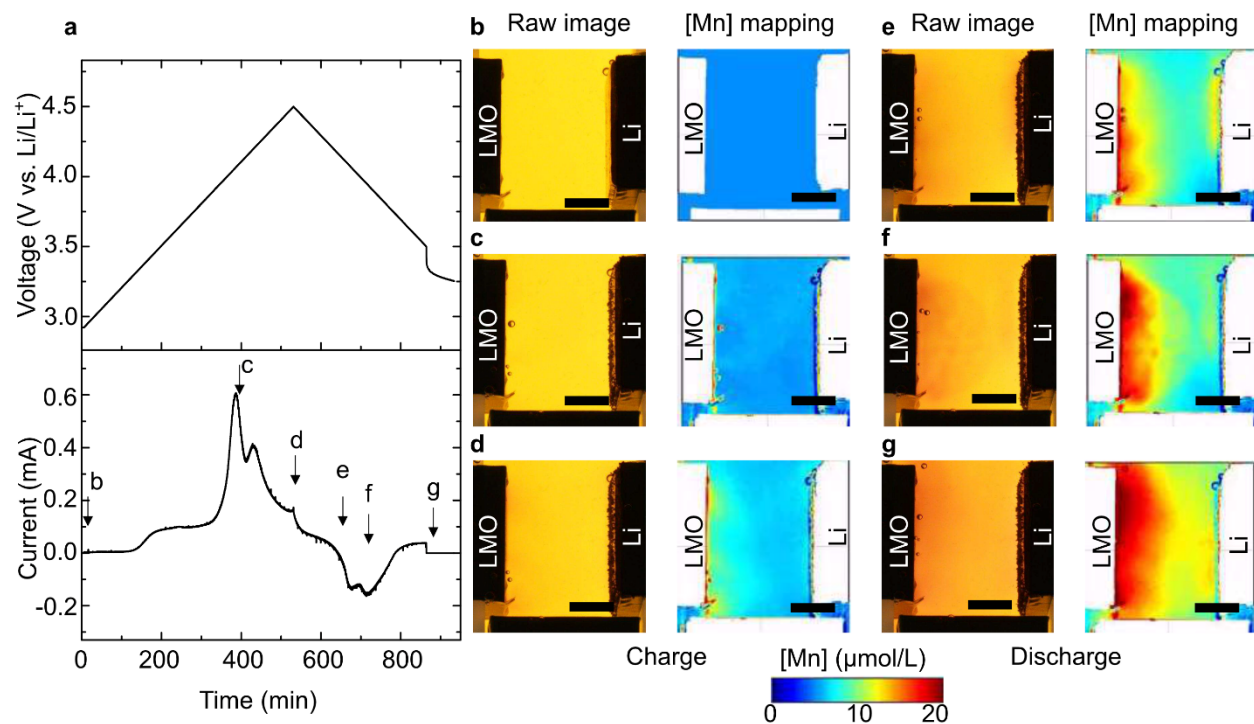 a
Voltage (V vs. Li/Li⁺)
4.5
4.0
3.5
3.0
Current (mA)
0.6
0.4
0.2
0.0
-0.2
b
c
d
e
f
g
0
200
400
600
800
Time (min)
b
Raw image
[Mn] mapping
LMO
Li
LMO
Li
c
LMO
Li
LMO
Li
d
LMO
Li
LMO
Li
Charge
e
Raw image
[Mn] mapping
LMO
Li
LMO
Li
f
LMO
Li
LMO
Li
g
LMO
Li
LMO
Li
Discharge
[Mn] (μmol/L)
0
10
20